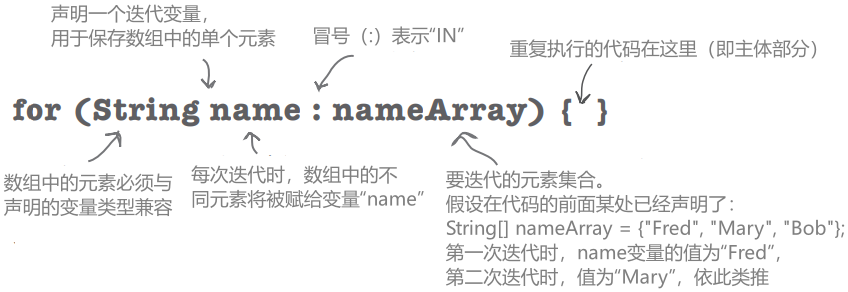 声明一个迭代变量，
用于保存数组中的单个元素
冒号（:）表示“IN”
重复执行的代码在这里（即主体部分）
for (String name : nameArray) { }
数组中的元素必须与
声明的变量类型兼容
每次迭代时，数组中的不
同元素将被赋给变量“name”
要迭代的元素集合。
假设在代码的前面某处已经声明了：
String[] nameArray = {"Fred", "Mary", "Bob"};
第一次迭代时，name变量的值为“Fred”，
第二次迭代时，值为“Mary”，依此类推